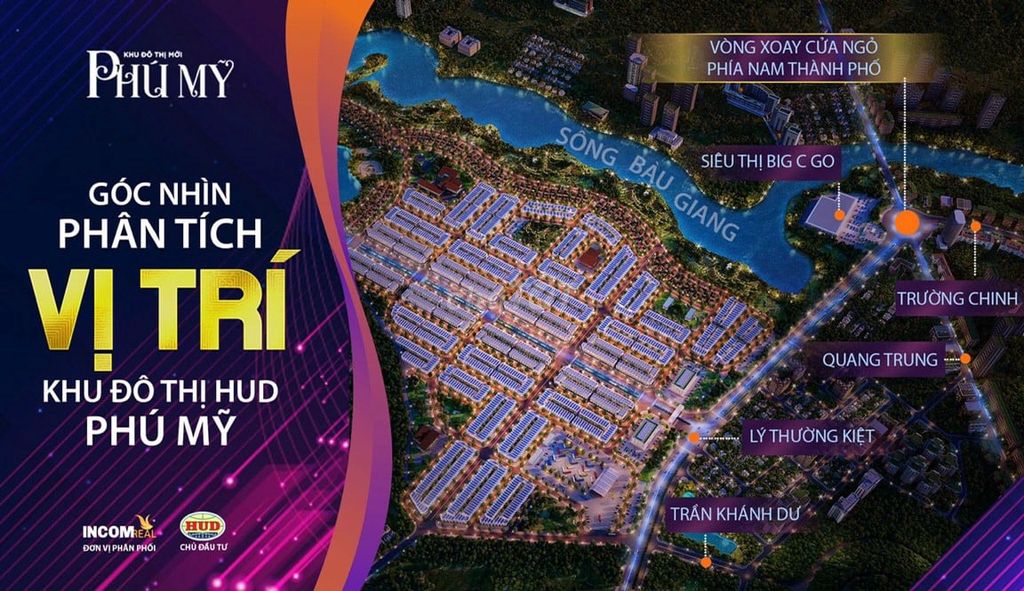 KHU ĐÔ THỊ MỚI
PHÚ MỸ
GÓC NHÌN
PHÂN TÍCH
VỊ TRÍ
KHU ĐÔ THỊ HUD
PHÚ MỸ
INCOMREAL
ĐƠN VỊ PHÂN PHỐI
HUD
CHỦ ĐẦU TƯ
VÒNG XOAY CỬA NGỎ
PHÍA NAM THÀNH PHỐ
SÔNG BÀU GIANG
SIÊU THỊ BIG C GO
TRƯỜNG CHINH
QUANG TRUNG
LÝ THƯỜNG KIỆT
TRẦN KHÁNH DƯ